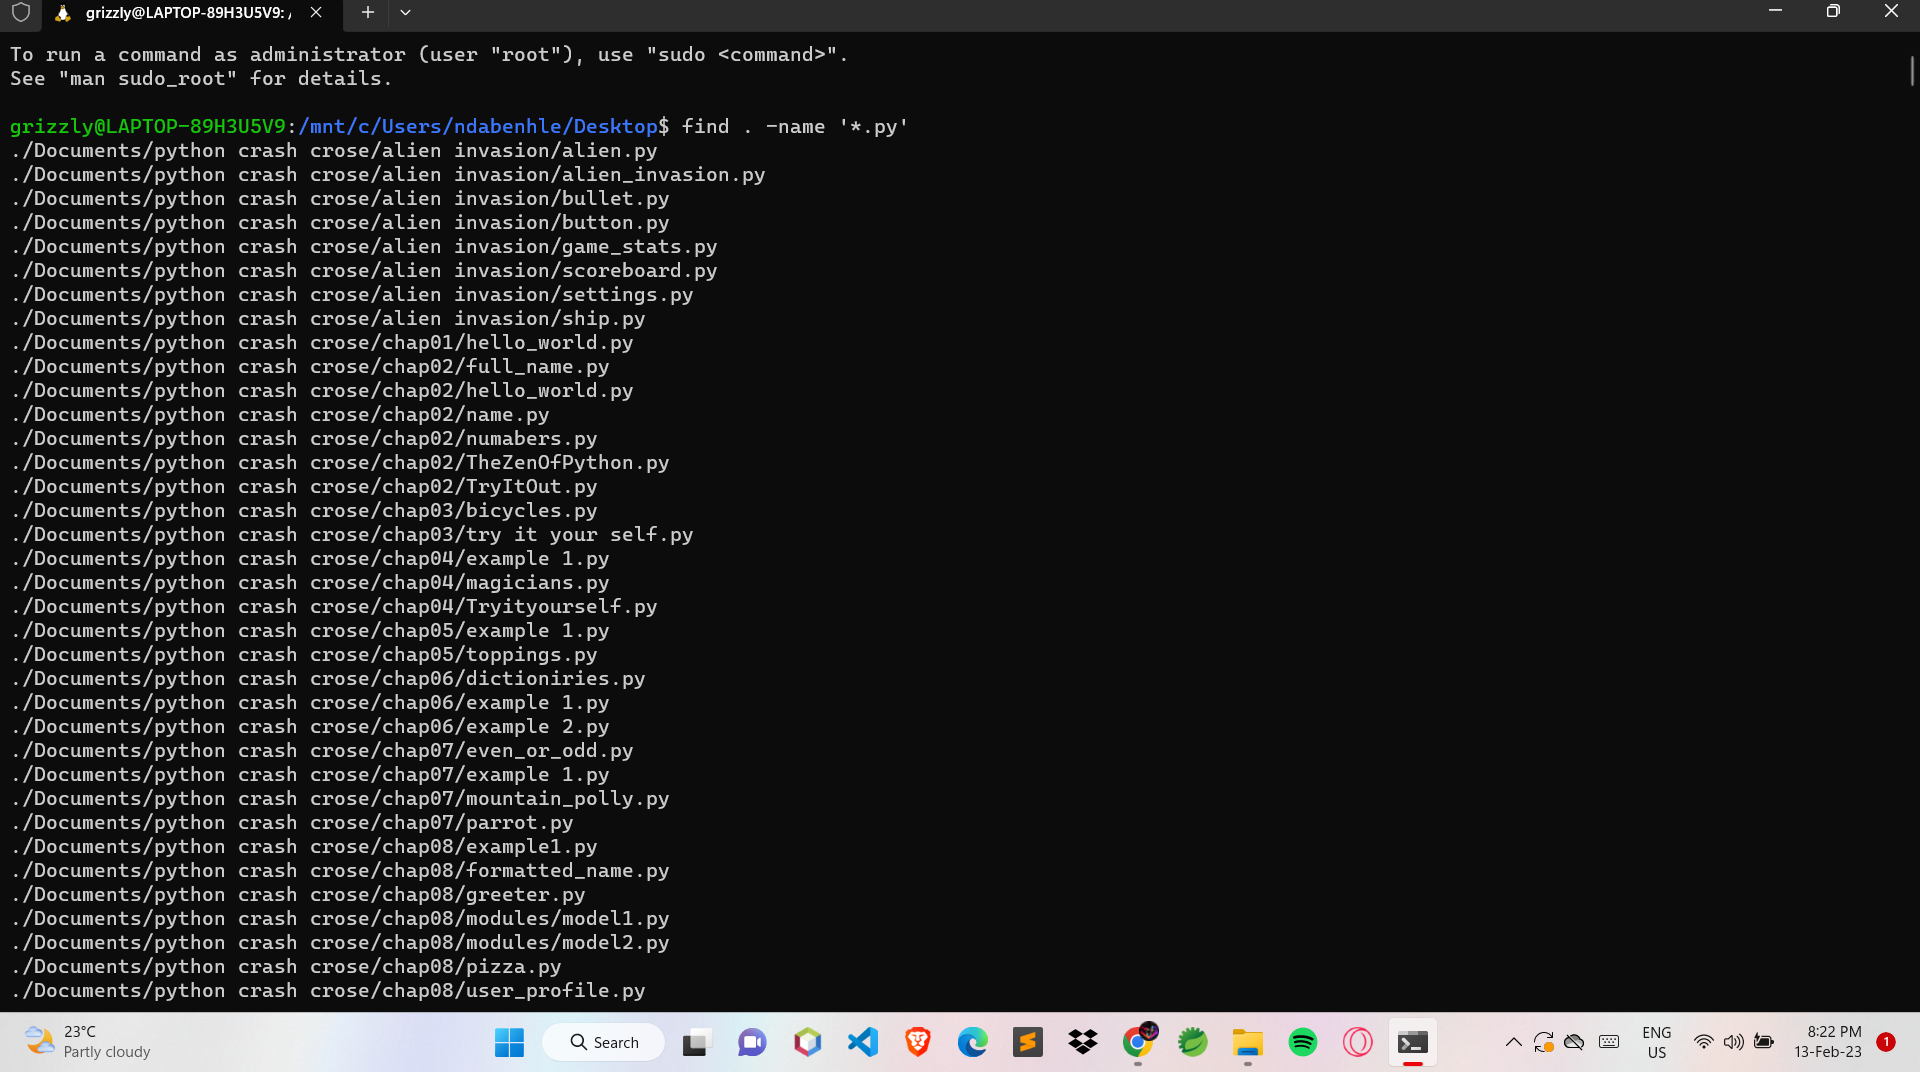 grizzly@LAPTOP-89H3U5V9: /
To run a command as administrator (user "root"), use "sudo <command>".
See "man sudo_root" for details.
grizzly@LAPTOP-89H3U5V9:/mnt/c/Users/ndabenhle/Desktop$ find . -name '*.py'
./Documents/python crash crose/alien invasion/alien.py
./Documents/python crash crose/alien invasion/alien_invasion.py
./Documents/python crash crose/alien invasion/bullet.py
./Documents/python crash crose/alien invasion/button.py
./Documents/python crash crose/alien invasion/game_stats.py
./Documents/python crash crose/alien invasion/scoreboard.py
./Documents/python crash crose/alien invasion/settings.py
./Documents/python crash crose/alien invasion/ship.py
./Documents/python crash crose/chap01/hello_world.py
./Documents/python crash crose/chap02/full_name.py
./Documents/python crash crose/chap02/hello_world.py
./Documents/python crash crose/chap02/name.py
./Documents/python crash crose/chap02/numabers.py
./Documents/python crash crose/chap02/TheZenOfPython.py
./Documents/python crash crose/chap02/TryItOut.py
./Documents/python crash crose/chap03/bicycles.py
./Documents/python crash crose/chap03/try it your self.py
./Documents/python crash crose/chap04/example 1.py
./Documents/python crash crose/chap04/magicians.py
./Documents/python crash crose/chap04/Tryityourself.py
./Documents/python crash crose/chap05/example 1.py
./Documents/python crash crose/chap05/toppings.py
./Documents/python crash crose/chap06/dictioniries.py
./Documents/python crash crose/chap06/example 1.py
./Documents/python crash crose/chap06/example 2.py
./Documents/python crash crose/chap07/even_or_odd.py
./Documents/python crash crose/chap07/example 1.py
./Documents/python crash crose/chap07/mountain_polly.py
./Documents/python crash crose/chap07/parrot.py
./Documents/python crash crose/chap08/example1.py
./Documents/python crash crose/chap08/formatted_name.py
./Documents/python crash crose/chap08/greeter.py
./Documents/python crash crose/chap08/modules/model1.py
./Documents/python crash crose/chap08/modules/model2.py
./Documents/python crash crose/chap08/pizza.py
./Documents/python crash crose/chap08/user_profile.py
23°C
Partly cloudy
Search
ENG
US
8:22 PM
13-Feb-23
1